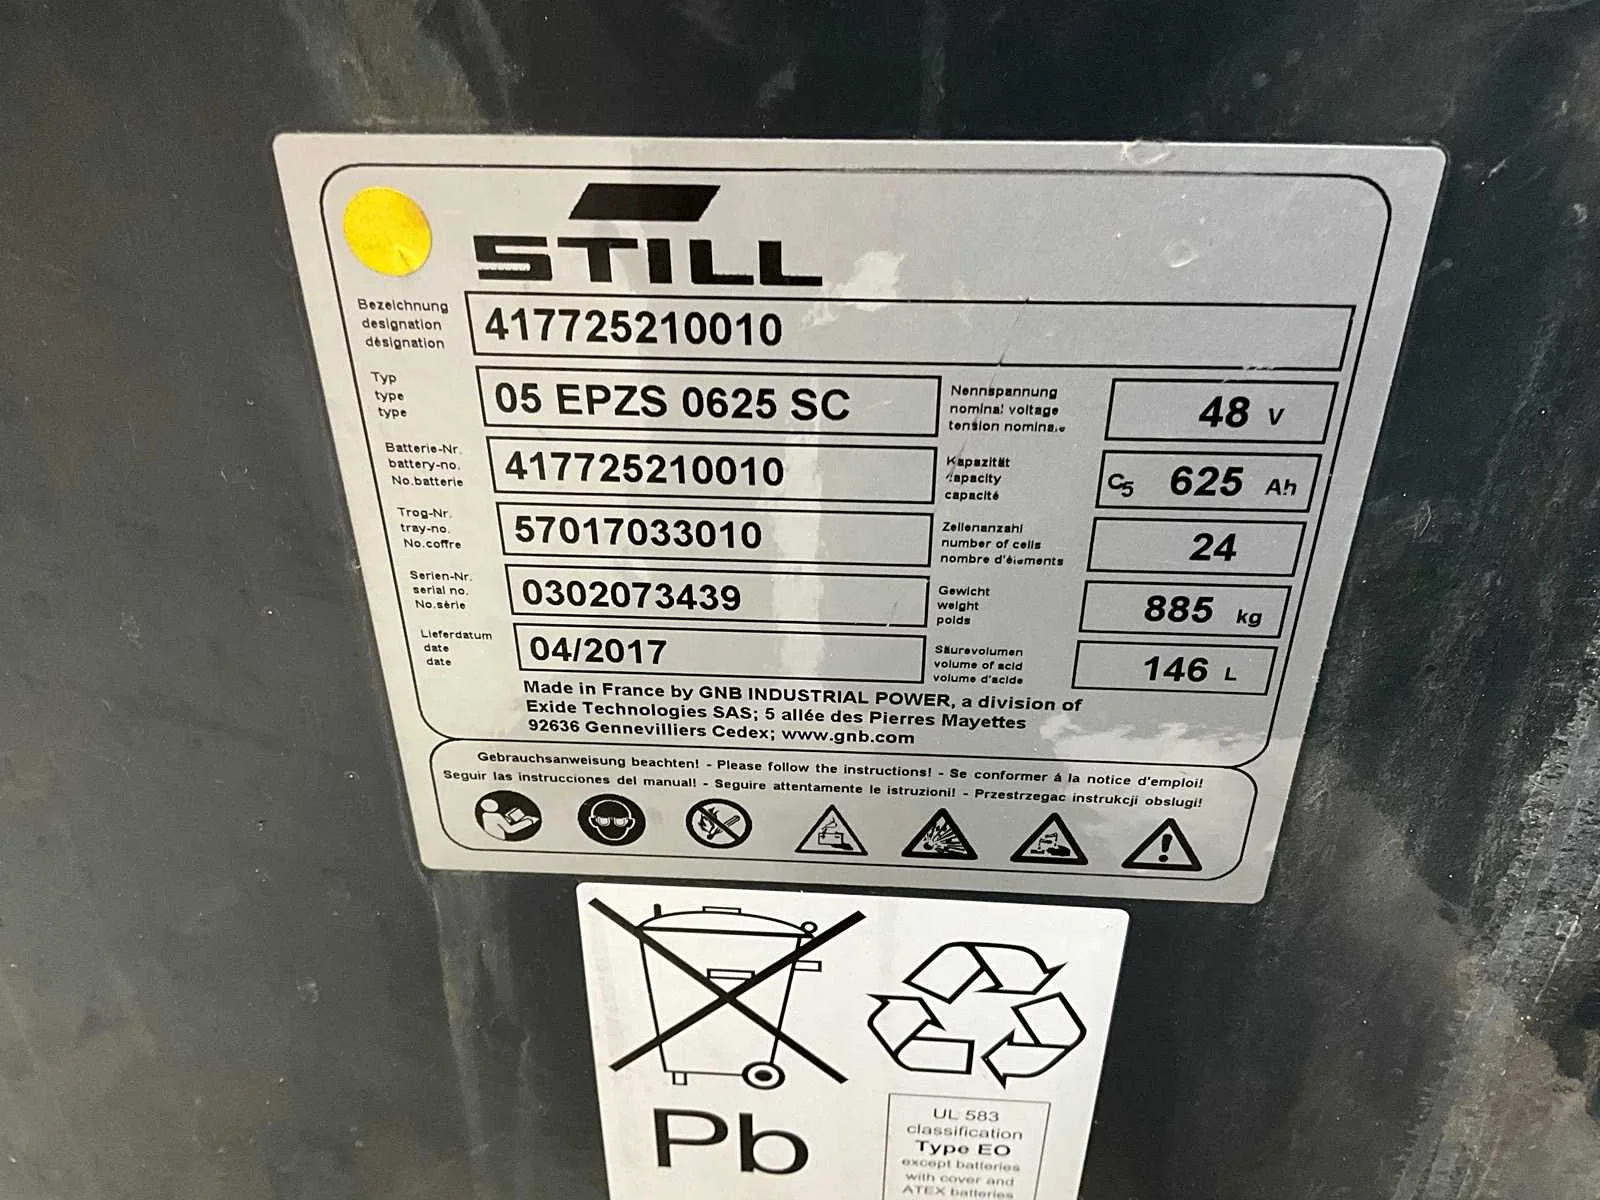 STILL
Bezeichnung
designation
désignation
417725210010
Typ
type
type
05 EPZS 0625 SC
Nennspannung
nominal voltage
tension nominale
48 V
Batterie-Nr.
battery-no.
No.batterie
417725210010
Kapazität
capacity
capacité
C5 625 Ah
Trog-Nr.
tray-no.
No.coffre
57017033010
Zellenanzahl
number of cells
nombre d'éléments
24
Serien-Nr.
serial no.
No.série
0302073439
Gewicht
weight
poids
885 kg
Lieferdatum
date
date
04/2017
Säurevolumen
volume of acid
volume d'acide
146 L
Made in France by GNB INDUSTRIAL POWER, a division of
Exide Technologies SAS; 5 allée des Pierres Mayettes
92636 Gennevilliers Cedex; www.gnb.com
Gebrauchsanweisung beachten! - Please follow the instructions! - Se conformer á la notice d'emploi!
Seguir las instrucciones del manual! - Seguire attentamente le istruzioni! - Przestrzegac instrukcji obslugi!
Pb
UL 583
classification
Type EO
except batteries
with cover and
ATEX batteries